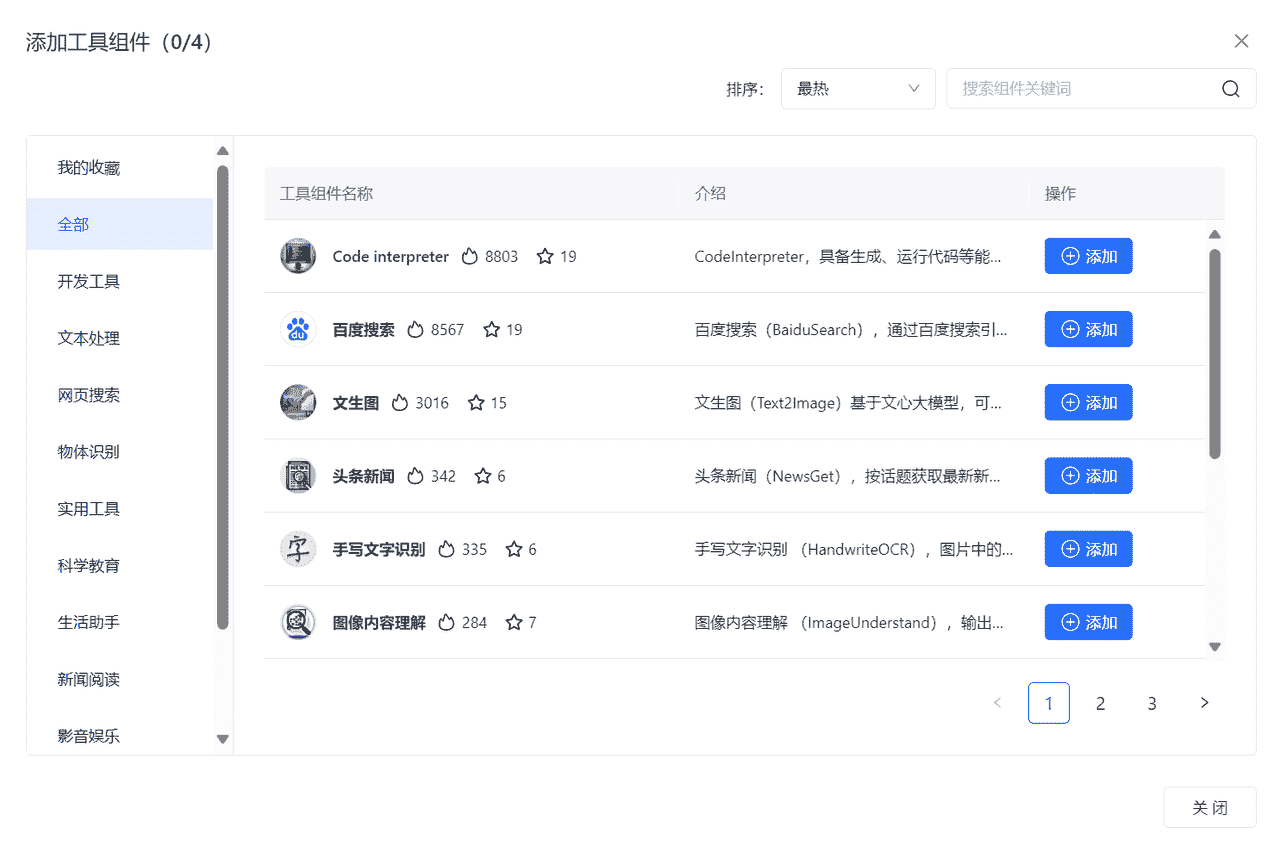 添加工具组件（0/4）
排序： 最热 搜索组件关键词
我的收藏
全部
开发工具
文本处理
网页搜索
物体识别
实用工具
科学教育
生活助手
新闻阅读
影音娱乐
工具组件名称 介绍 操作
Code interpreter 8803 19 CodeInterpreter，具备生成、运行代码等能... 添加
百度搜索 8567 19 百度搜索（BaiduSearch），通过百度搜索引... 添加
文生图 3016 15 文生图（Text2Image）基于文心大模型，可... 添加
头条新闻 342 6 头条新闻（NewsGet），按话题获取最新新... 添加
手写文字识别 335 6 手写文字识别 （HandwriteOCR），图片中的... 添加
图像内容理解 284 7 图像内容理解 （ImageUnderstand），输出... 添加
1 2 3
关 闭